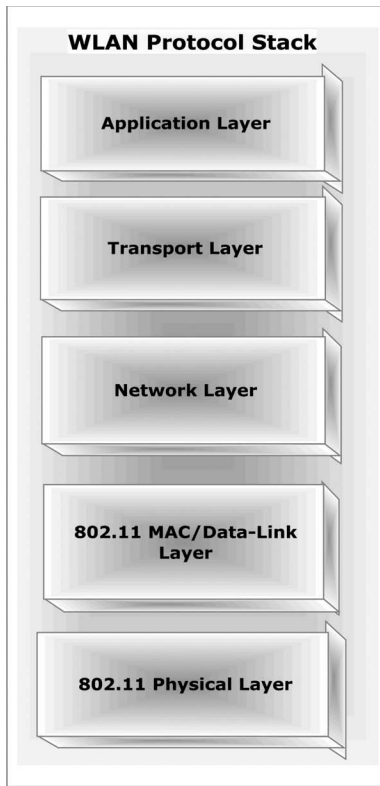 WLAN Protocol Stack
Application Layer
Transport Layer
Network Layer
802.11 MAC/Data-Link
Layer
802.11 Physical Layer